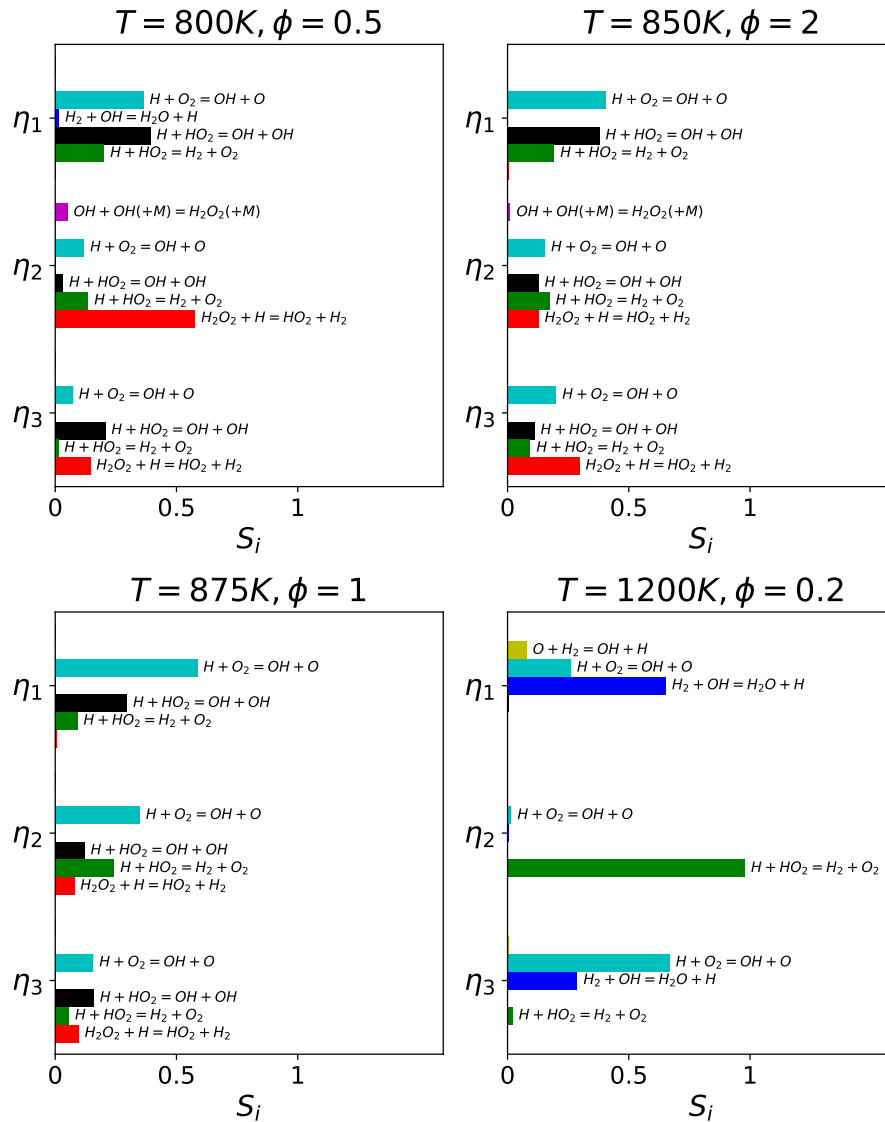 T = 800K, ϕ = 0.5
η₁
H + O₂ = OH + O
H₂ + OH = H₂O + H
H + HO₂ = OH + OH
H + HO₂ = H₂ + O₂
η₂
OH + OH(+M) = H₂O₂(+M)
H + O₂ = OH + O
H + HO₂ = OH + OH
H + HO₂ = H₂ + O₂
H₂O₂ + H = HO₂ + H₂
η₃
H + O₂ = OH + O
H + HO₂ = OH + OH
H + HO₂ = H₂ + O₂
H₂O₂ + H = HO₂ + H₂
0 0.5 1
Sᵢ
T = 850K, ϕ = 2
η₁
H + O₂ = OH + O
H + HO₂ = OH + OH
H + HO₂ = H₂ + O₂
η₂
OH + OH(+M) = H₂O₂(+M)
H + O₂ = OH + O
H + HO₂ = OH + OH
H + HO₂ = H₂ + O₂
H₂O₂ + H = HO₂ + H₂
η₃
H + O₂ = OH + O
H + HO₂ = OH + OH
H + HO₂ = H₂ + O₂
H₂O₂ + H = HO₂ + H₂
0 0.5 1
Sᵢ
T = 875K, ϕ = 1
η₁
H + O₂ = OH + O
H + HO₂ = OH + OH
H + HO₂ = H₂ + O₂
η₂
H + O₂ = OH + O
H + HO₂ = OH + OH
H + HO₂ = H₂ + O₂
H₂O₂ + H = HO₂ + H₂
η₃
H + O₂ = OH + O
H + HO₂ = OH + OH
H + HO₂ = H₂ + O₂
H₂O₂ + H = HO₂ + H₂
0 0.5 1
Sᵢ
T = 1200K, ϕ = 0.2
η₁
O + H₂ = OH + H
H + O₂ = OH + O
H₂ + OH = H₂O + H
η₂
H + O₂ = OH + O
H + HO₂ = H₂ + O₂
η₃
H + O₂ = OH + O
H₂ + OH = H₂O + H
H + HO₂ = H₂ + O₂
0 0.5 1
Sᵢ